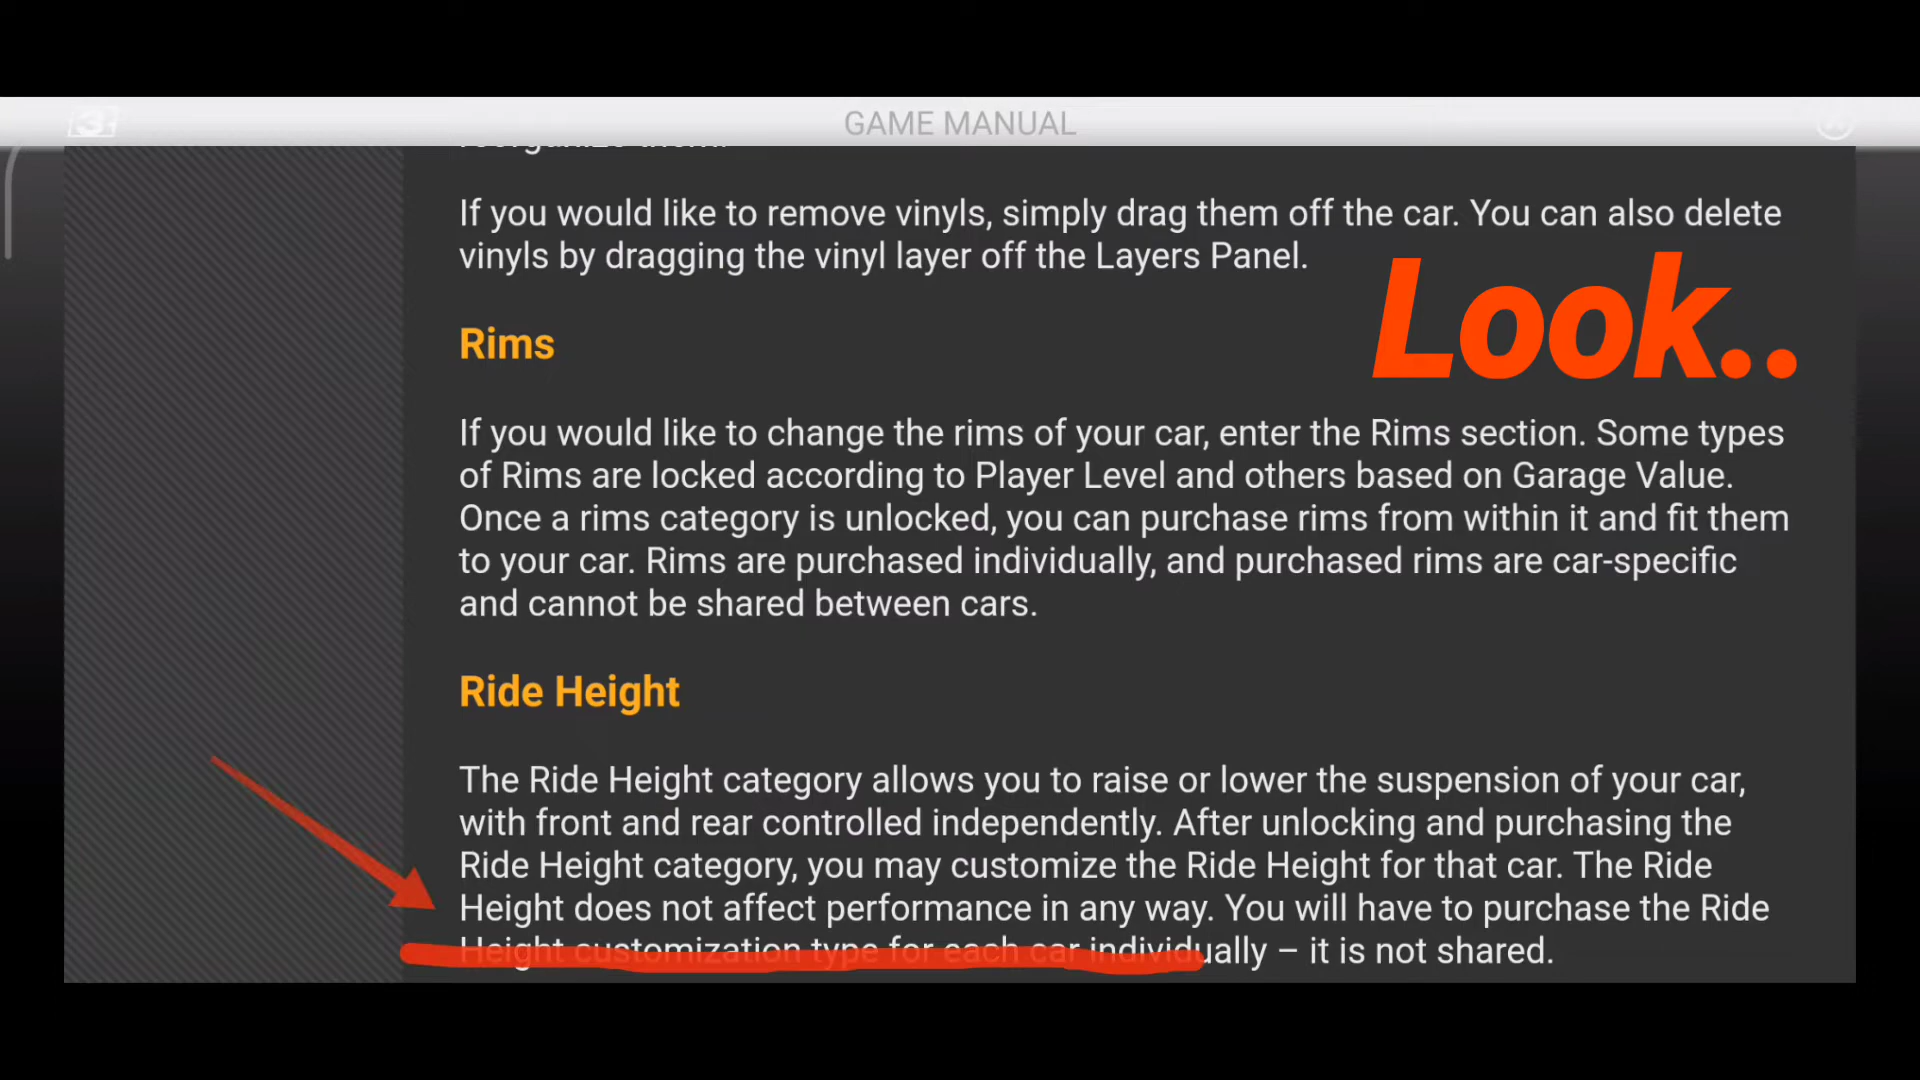 GAME MANUAL
reorganize them.
If you would like to remove vinyls, simply drag them off the car. You can also delete
vinyls by dragging the vinyl layer off the Layers Panel.
Look..
Rims
If you would like to change the rims of your car, enter the Rims section. Some types
of Rims are locked according to Player Level and others based on Garage Value.
Once a rims category is unlocked, you can purchase rims from within it and fit them
to your car. Rims are purchased individually, and purchased rims are car-specific
and cannot be shared between cars.
Ride Height
The Ride Height category allows you to raise or lower the suspension of your car,
with front and rear controlled independently. After unlocking and purchasing the
Ride Height category, you may customize the Ride Height for that car. The Ride
Height does not affect performance in any way. You will have to purchase the Ride
Height customization type for each car individually – it is not shared.